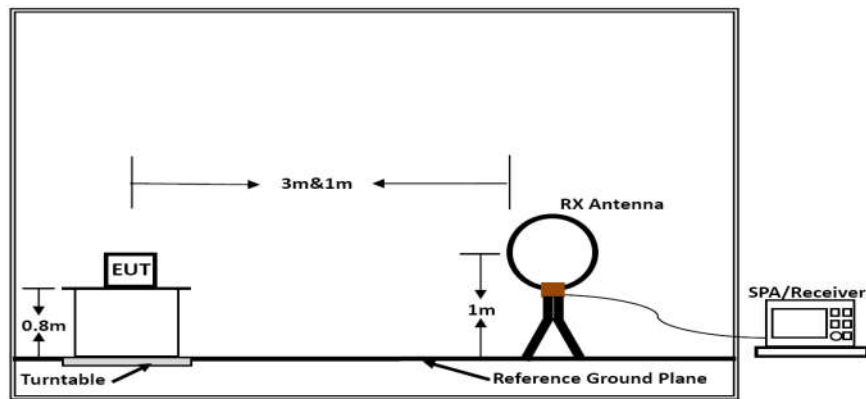 3m&1m
RX Antenna
EUT
SPA/Receiver
0.8m
1m
Turntable
Reference Ground Plane